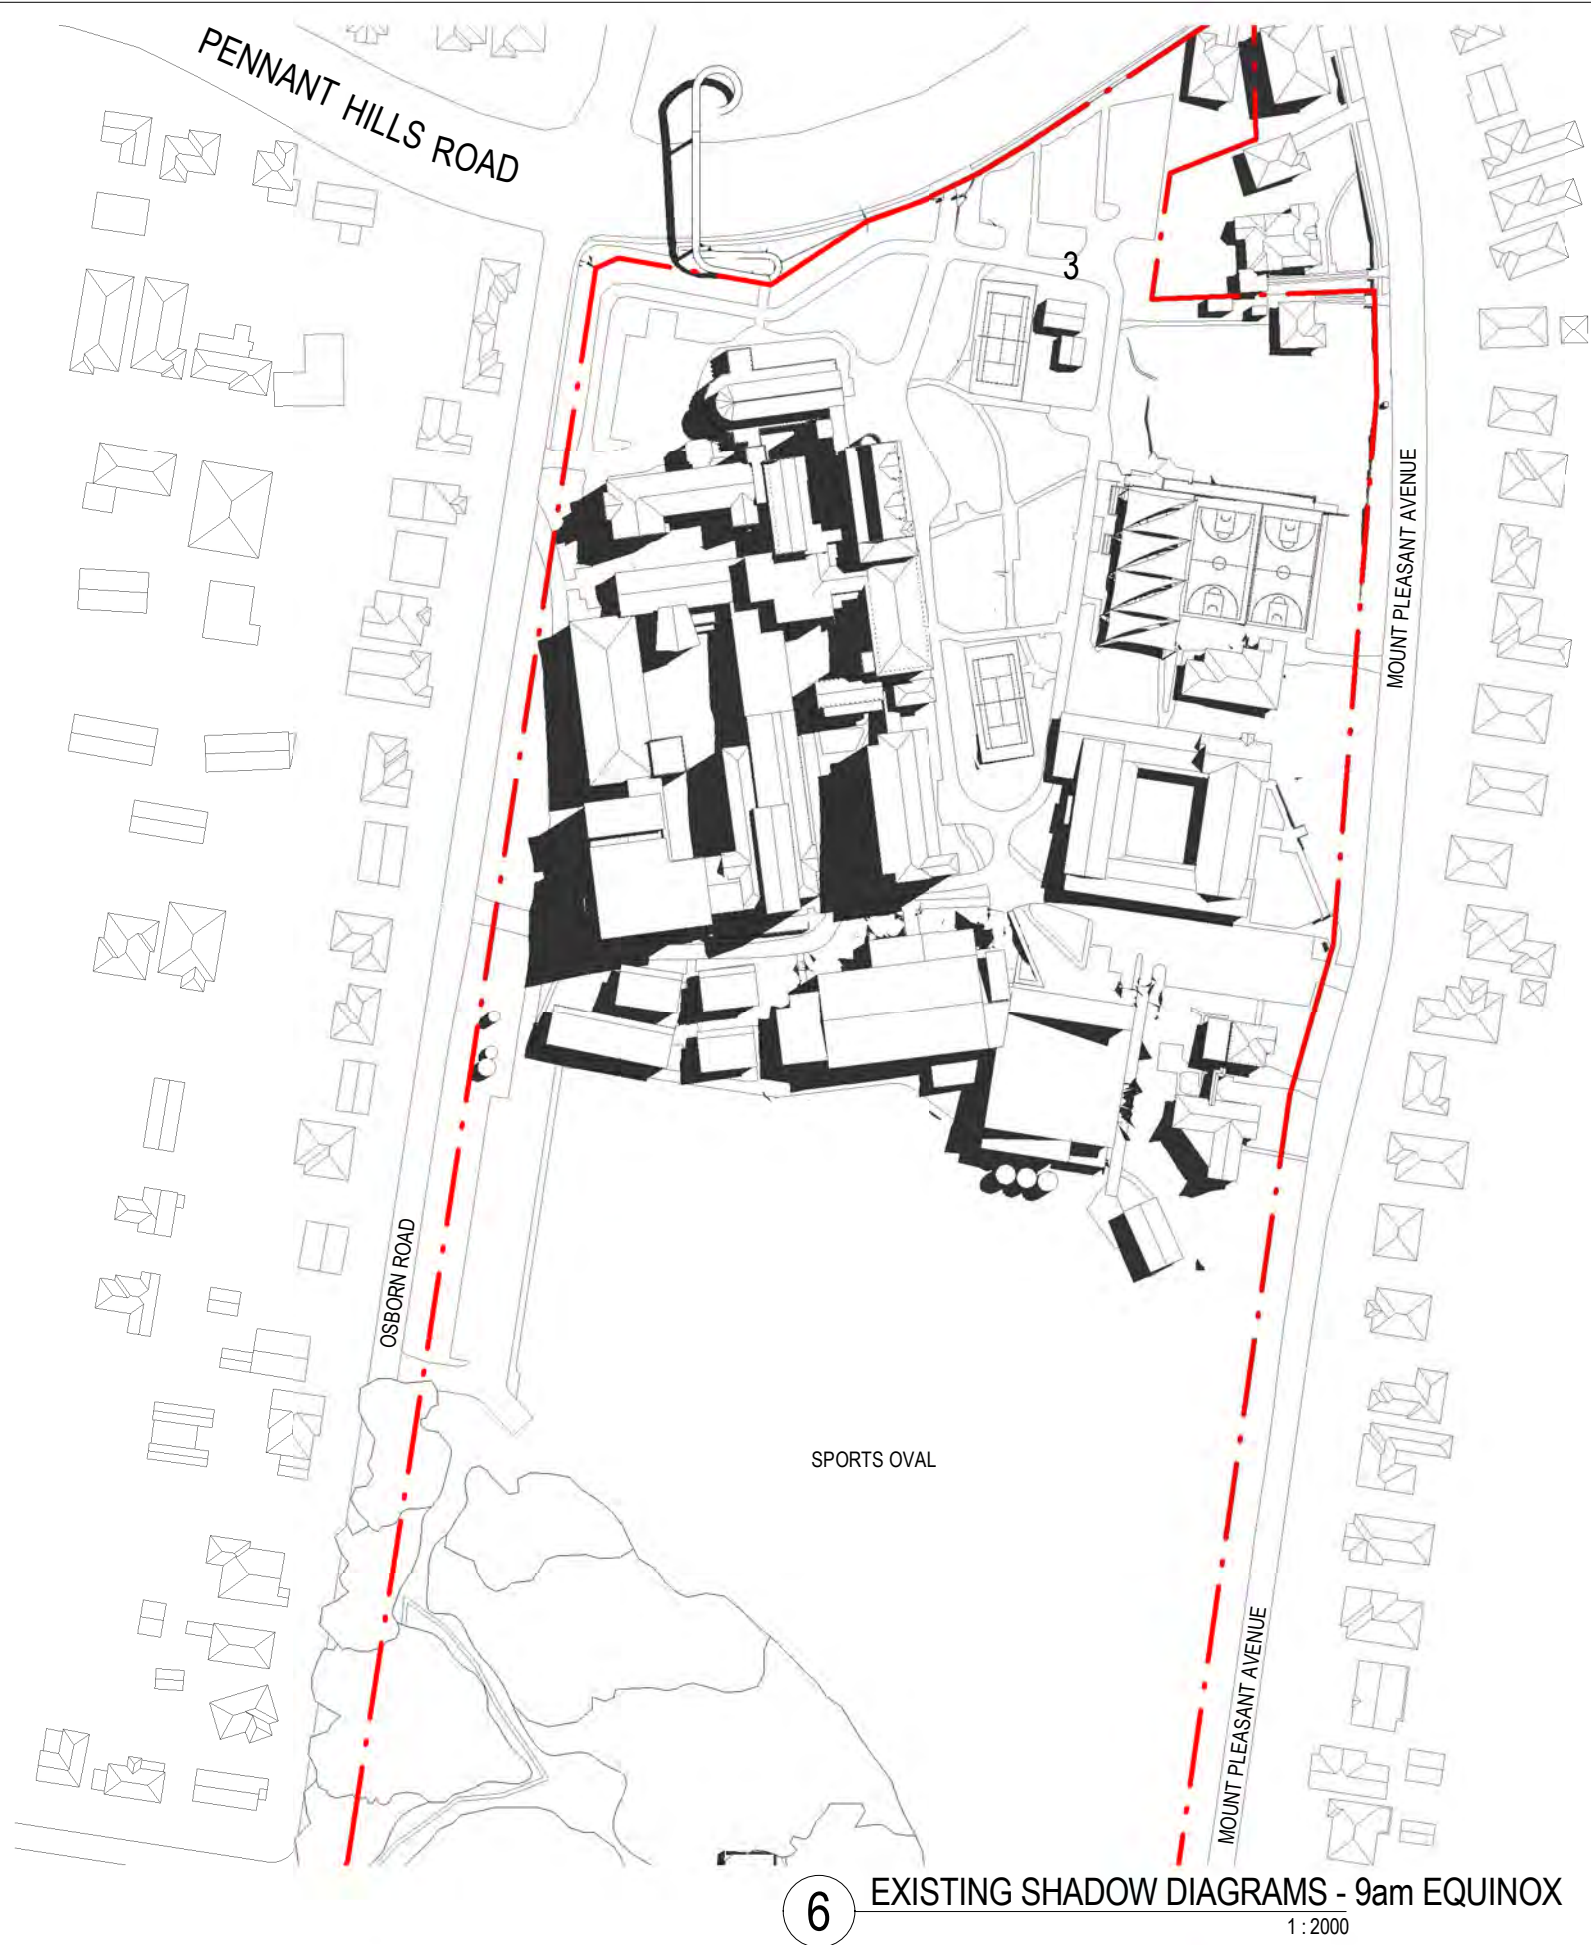 PENNANT HILLS ROAD
3
MOUNT PLEASANT AVENUE
OSBORN ROAD
SPORTS OVAL
MOUNT PLEASANT AVENUE
6 EXISTING SHADOW DIAGRAMS - 9am EQUINOX
1 : 2000